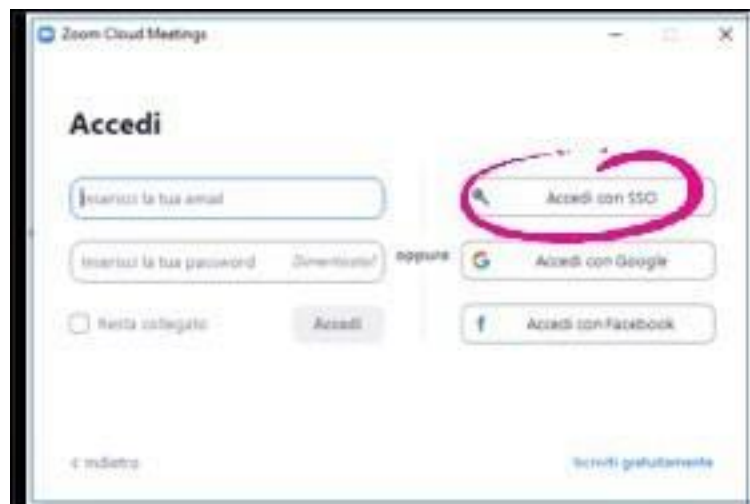 Zoom Cloud Meetings
Accedi
Inserisci la tua email
Accedi con SSO
Inserisci la tua password
Dimenticato?
oppure
Accedi con Google
Resta collegato
Accedi
f
Accedi con Facebook
< Indietro
Iscriviti gratuitamente